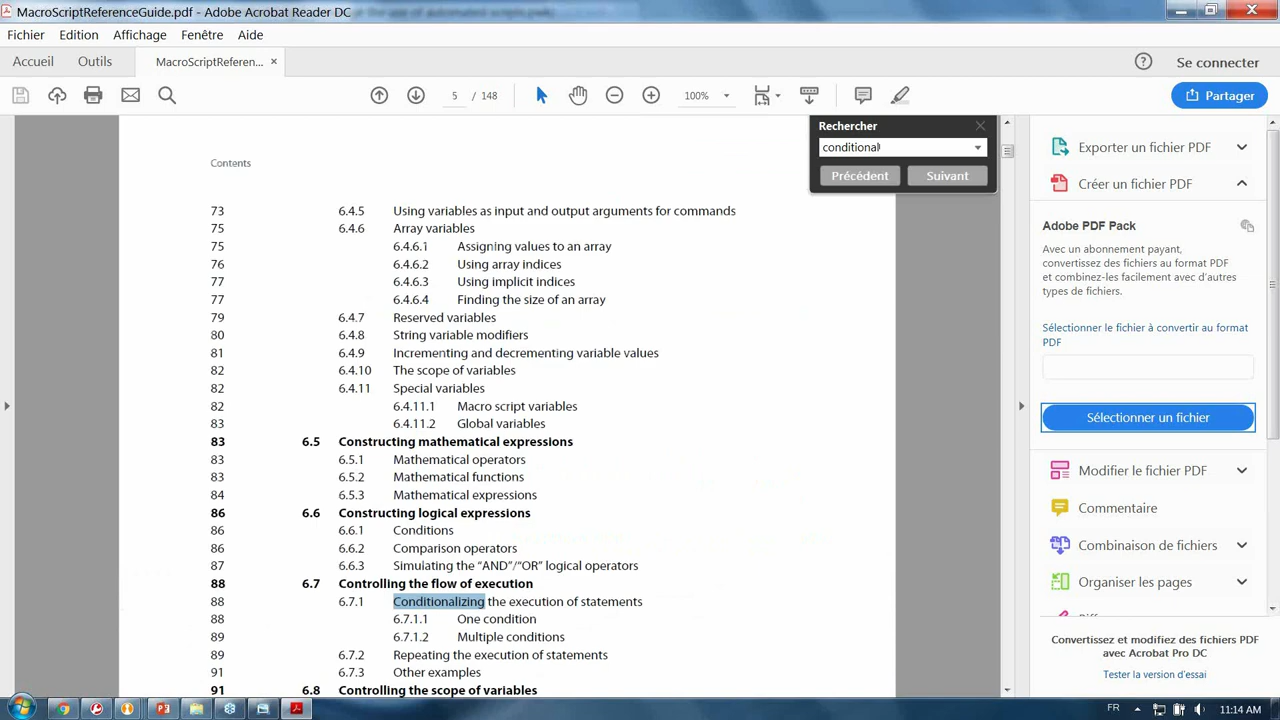 MacroScriptReferenceGuide.pdf - Adobe Acrobat Reader DC
Fichier Edition Affichage Fenêtre Aide
Accueil Outils MacroScriptReferen... × Se connecter
5 / 148 100% Partager
Rechercher
conditional
Précédent Suivant
Contents
73 6.4.5 Using variables as input and output arguments for commands
75 6.4.6 Array variables
75 6.4.6.1 Assigning values to an array
76 6.4.6.2 Using array indices
77 6.4.6.3 Using implicit indices
77 6.4.6.4 Finding the size of an array
79 6.4.7 Reserved variables
80 6.4.8 String variable modifiers
81 6.4.9 Incrementing and decrementing variable values
82 6.4.10 The scope of variables
82 6.4.11 Special variables
82 6.4.11.1 Macro script variables
83 6.4.11.2 Global variables
83 6.5 Constructing mathematical expressions
83 6.5.1 Mathematical operators
83 6.5.2 Mathematical functions
84 6.5.3 Mathematical expressions
86 6.6 Constructing logical expressions
86 6.6.1 Conditions
86 6.6.2 Comparison operators
87 6.6.3 Simulating the “AND”/“OR” logical operators
88 6.7 Controlling the flow of execution
88 6.7.1 Conditionalizing the execution of statements
88 6.7.1.1 One condition
89 6.7.1.2 Multiple conditions
89 6.7.2 Repeating the execution of statements
91 6.7.3 Other examples
91 6.8 Controlling the scope of variables
Exporter un fichier PDF
Créer un fichier PDF
Adobe PDF Pack
Avec un abonnement payant,
convertissez des fichiers au format PDF
et combinez-les facilement avec d'autres
types de fichiers.
Sélectionner le fichier à convertir au format
PDF
Sélectionner un fichier
Modifier le fichier PDF
Commentaire
Combinaison de fichiers
Organiser les pages
Convertissez et modifiez des fichiers PDF
avec Acrobat Pro DC
Tester la version d'essai
FR 11:14 AM